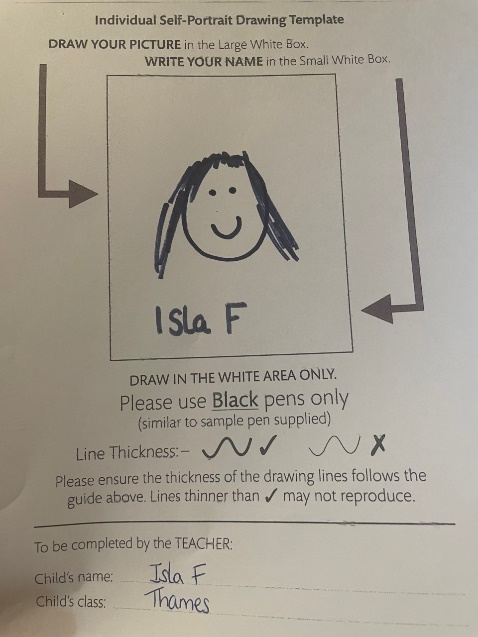 Individual Self-Portrait Drawing Template
DRAW YOUR PICTURE in the Large White Box.
WRITE YOUR NAME in the Small White Box.
Isla F
DRAW IN THE WHITE AREA ONLY.
Please use Black pens only
(similar to sample pen supplied)
Line Thickness:- ✓ ✗
Please ensure the thickness of the drawing lines follows the
guide above. Lines thinner than ✓ may not reproduce.
To be completed by the TEACHER:
Child's name: Isla F
Child's class: Thames